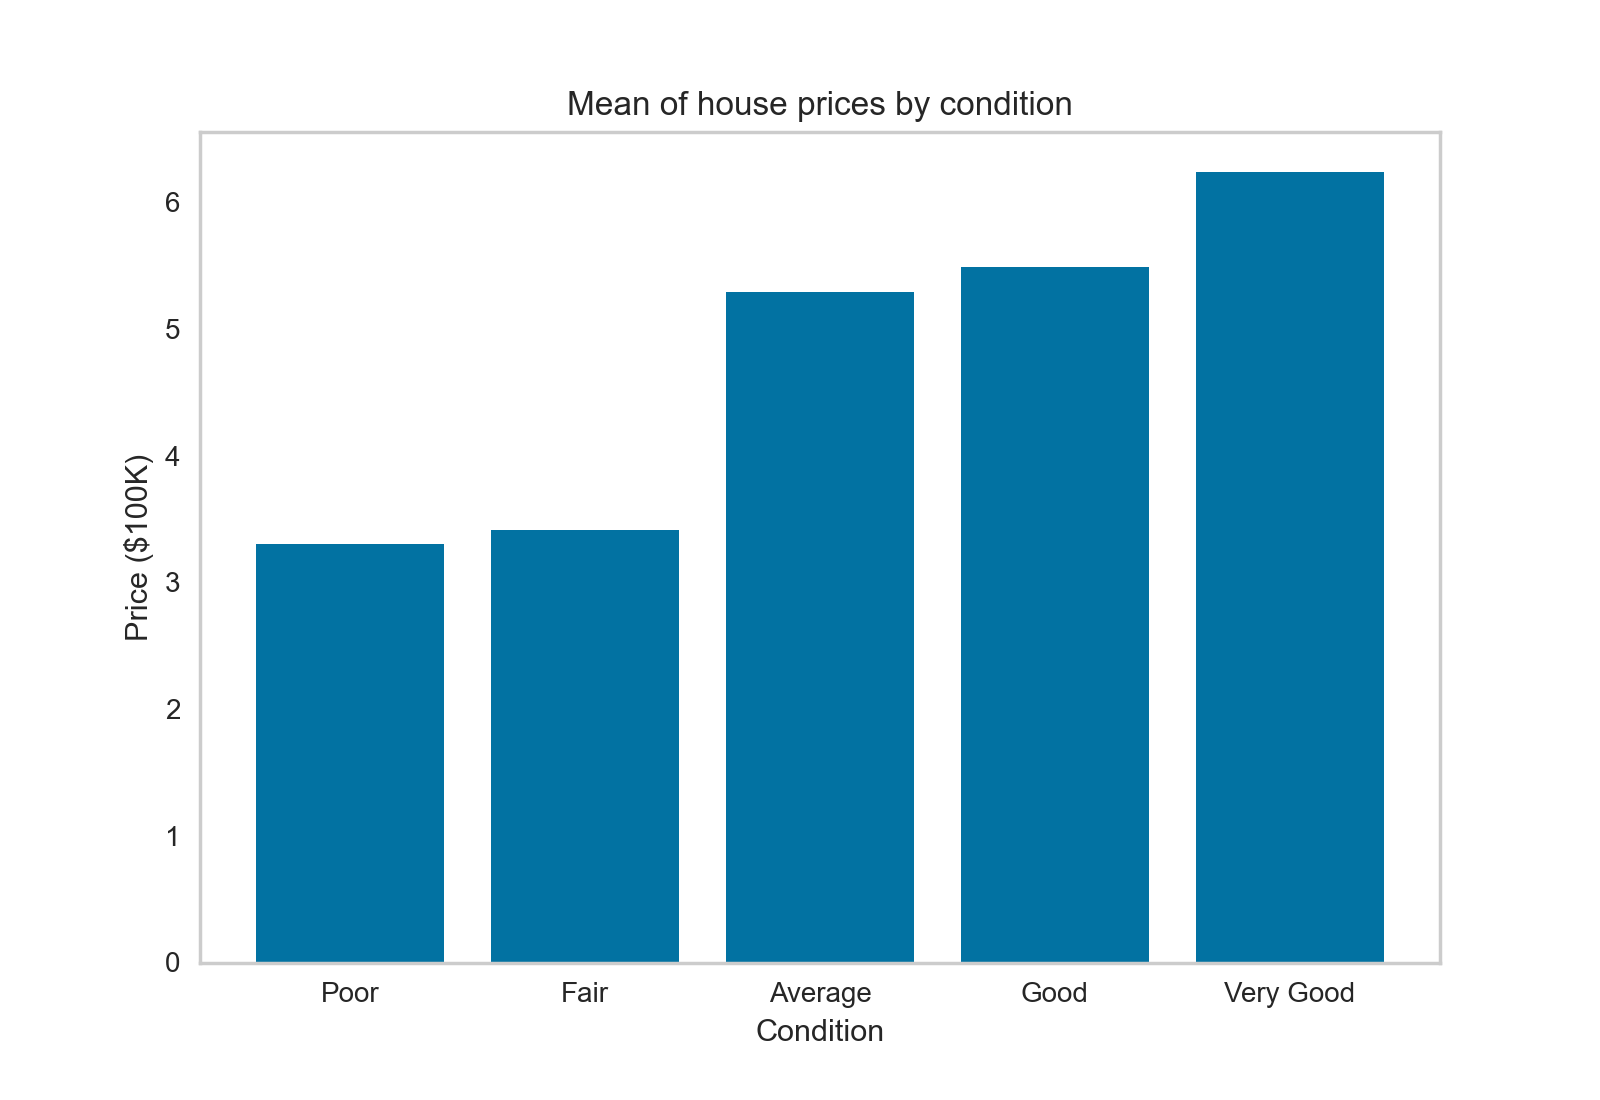 Mean of house prices by condition
6
5
4
3
2
1
0
Price ($100K)
Poor Fair Average Good Very Good
Condition